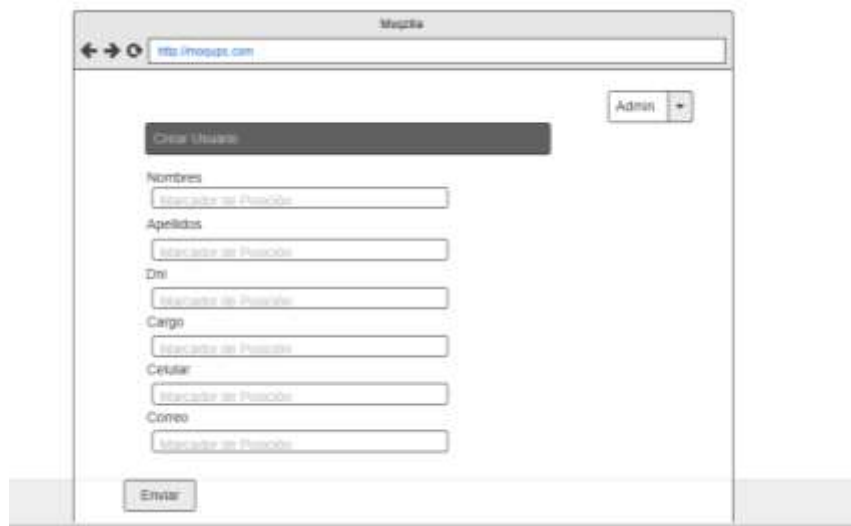 Moqzilla
http://moqups.com
Admin
Crear Usuario
Nombres
Marcador de Posición
Apellidos
Marcador de Posición
Dni
Marcador de Posición
Cargo
Marcador de Posición
Celular
Marcador de Posición
Correo
Marcador de Posición
Enviar